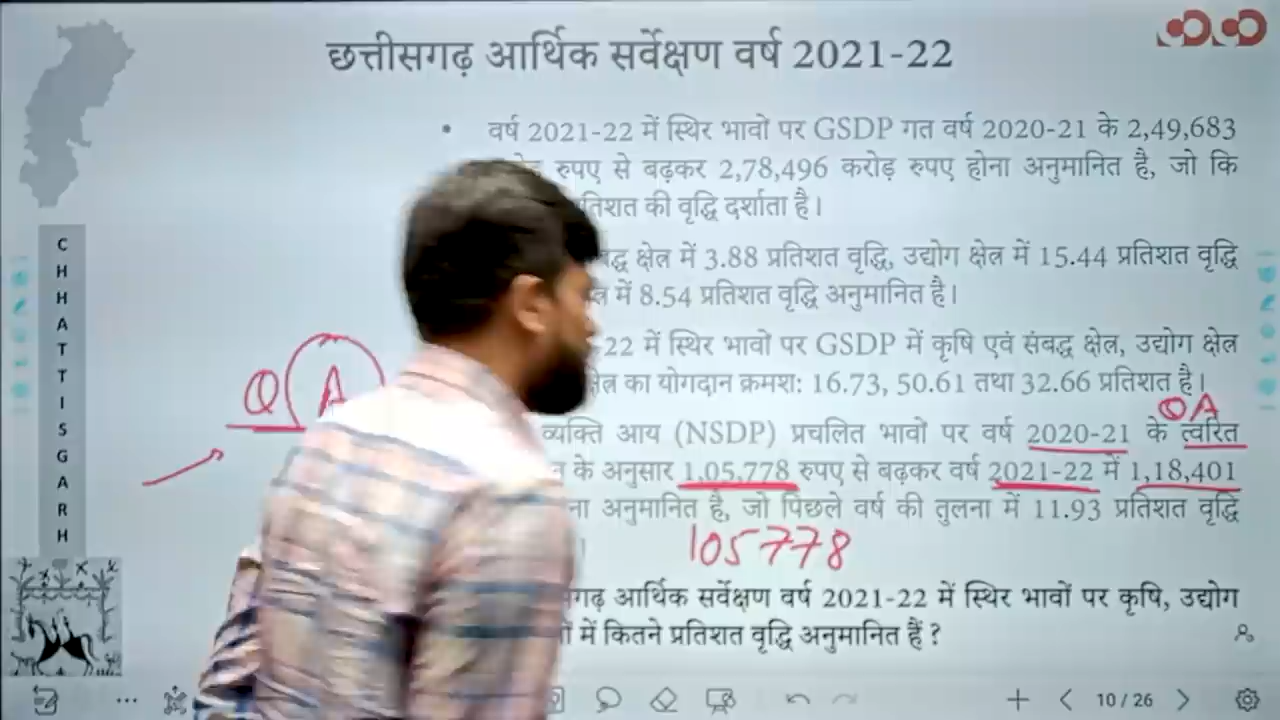 छत्तीसगढ़ आर्थिक सर्वेक्षण वर्ष 2021-22
• वर्ष 2021-22 में स्थिर भावों पर GSDP गत वर्ष 2020-21 के 2,49,683
रुपए से बढ़कर 2,78,496 करोड़ रुपए होना अनुमानित है, जो कि
की वृद्धि दर्शाता है।
क्षेत्र में 3.88 प्रतिशत वृद्धि, उद्योग क्षेत्र में 15.44 प्रतिशत वृद्धि
में 8.54 प्रतिशत वृद्धि अनुमानित है।
22 में स्थिर भावों पर GSDP में कृषि एवं संबद्ध क्षेत्र, उद्योग क्षेत्र
का योगदान क्रमश: 16.73, 50.61 तथा 32.66 प्रतिशत है।
QA
Q A
व्यक्ति आय (NSDP) प्रचलित भावों पर वर्ष 2020-21 के त्वरित
के अनुसार 1,05,778 रुपए से बढ़कर वर्ष 2021-22 में 1,18,401
अनुमानित है, जो पिछले वर्ष की तुलना में 11.93 प्रतिशत वृद्धि
105778
आर्थिक सर्वेक्षण वर्ष 2021-22 में स्थिर भावों पर कृषि, उद्योग
में कितने प्रतिशत वृद्धि अनुमानित हैं ?
CHHATTISGARH
10 / 26